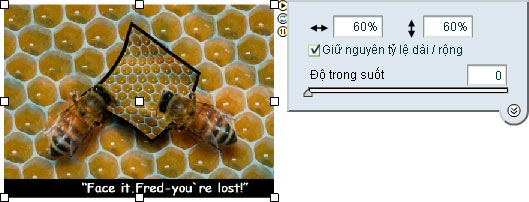 60% 60%
Giữ nguyên tỷ lệ dài / rộng
Độ trong suốt 0
"Face it.Fred-you`re lost!"